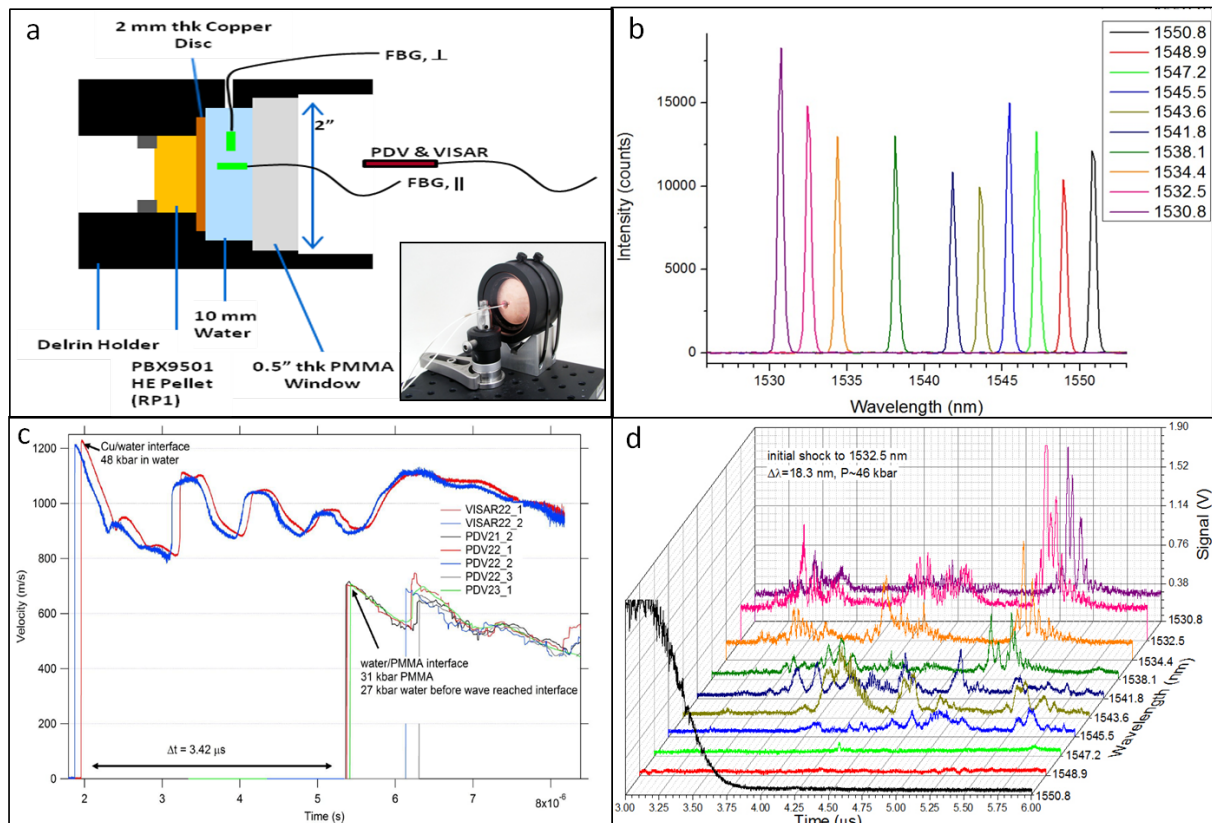 a
2 mm thk Copper
Disc
FBG, ⊥
2”
PDV & VISAR
FBG, ||
10 mm
Water
Delrin Holder
PBX9501
HE Pellet
(RP1)
0.5” thk PMMA
Window
b
Intensity (counts)
15000
10000
5000
0
1530
1535
1540
1545
1550
Wavelength (nm)
1550.8
1548.9
1547.2
1545.5
1543.6
1541.8
1538.1
1534.4
1532.5
1530.8
c
Velocity (m/s)
1200
1000
800
600
400
200
0
Cu/water interface
48 kbar in water
VISAR22_1
VISAR22_2
PDV21_2
PDV22_1
PDV22_2
PDV22_3
PDV23_1
water/PMMA interface
31 kbar PMMA
27 kbar water before wave reached interface
Δt = 3.42 µs
2
3
4
5
6
7
8x10⁻⁶
Time (s)
d
initial shock to 1532.5 nm
Δλ=18.3 nm, P~46 kbar
1.90
1.52
1.14
0.76
0.38
Signal (V)
1530.8
1532.5
1534.4
1538.1
1541.8
1543.6
1545.5
1547.2
1548.9
1550.8
Wavelength (nm)
3.00
3.25
3.50
3.75
4.00
4.25
4.50
4.75
5.00
5.25
5.50
5.75
6.00
Time (µs)